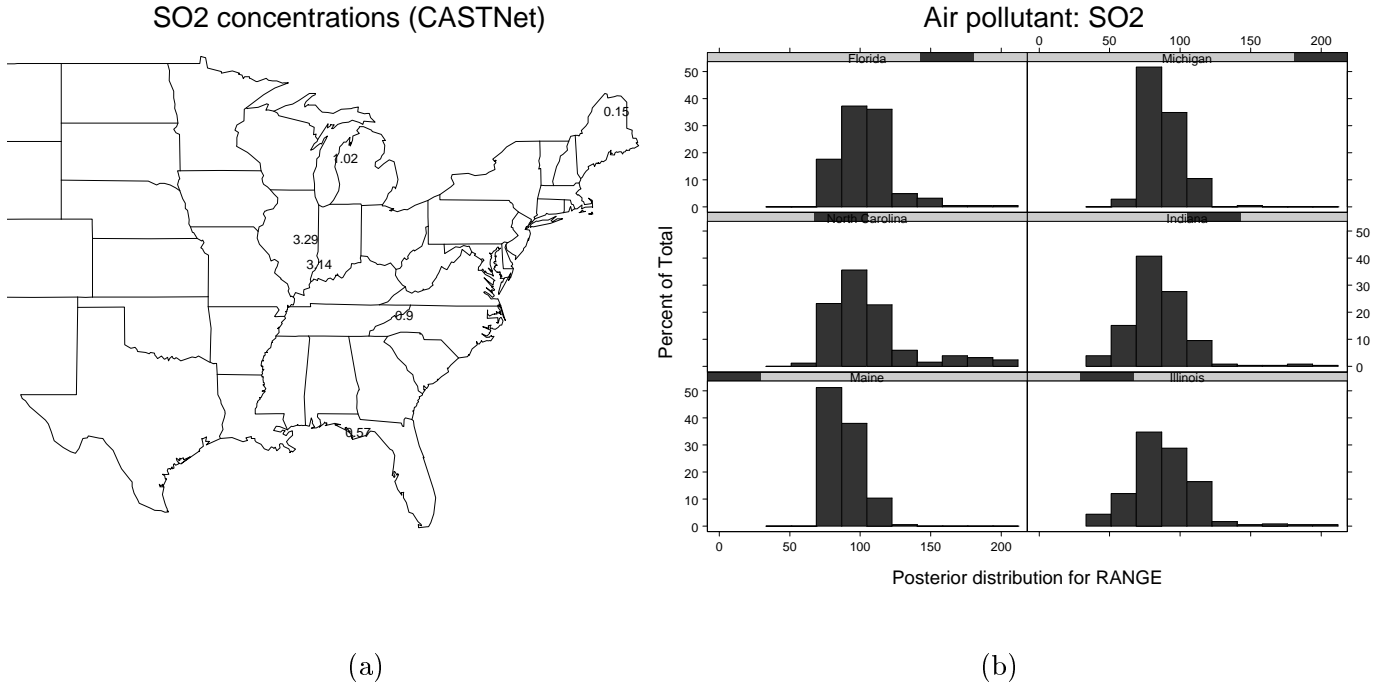 SO2 concentrations (CASTNet)
0.15
1.02
3.29
3.14
0.9
0.57
(a)
Air pollutant: SO2
0 50 100 150 200
Florida Michigan
50
40
30
20
10
0
North Carolina Indiana
50
40
30
20
10
0
Maine Illinois
50
40
30
20
10
0
0 50 100 150 200
Percent of Total
Posterior distribution for RANGE
(b)